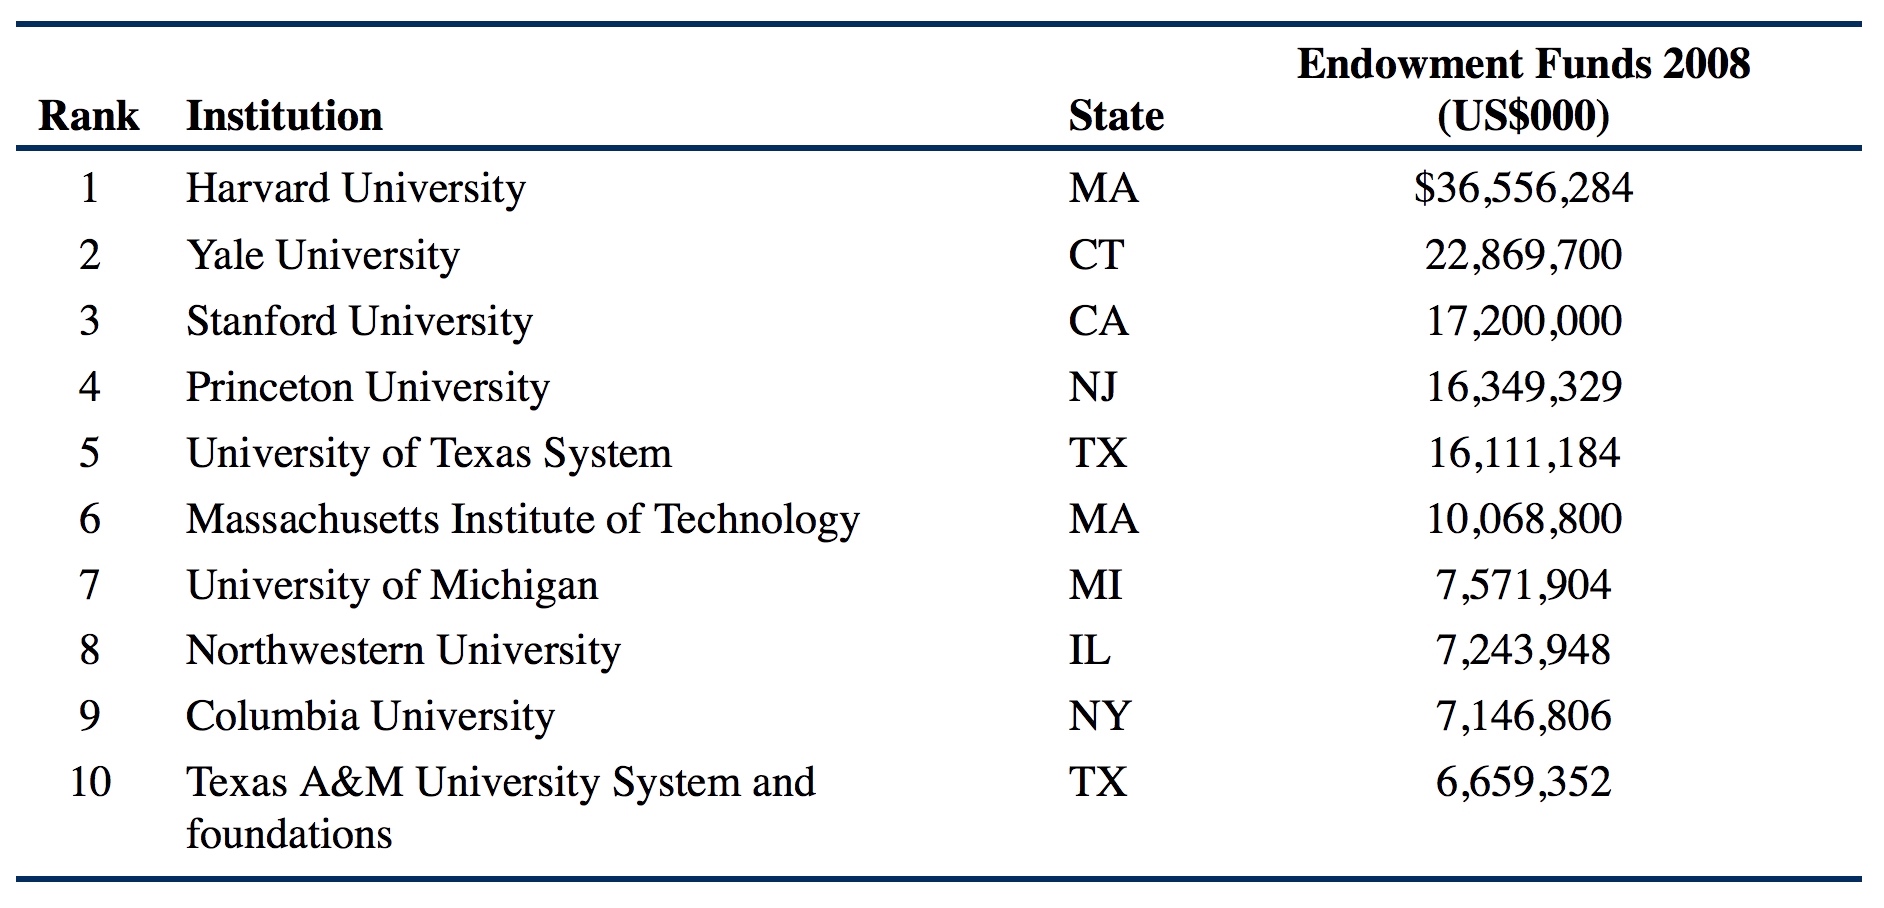 Endowment Funds 2008
Rank Institution State (US$000)
1 Harvard University MA $36,556,284
2 Yale University CT 22,869,700
3 Stanford University CA 17,200,000
4 Princeton University NJ 16,349,329
5 University of Texas System TX 16,111,184
6 Massachusetts Institute of Technology MA 10,068,800
7 University of Michigan MI 7,571,904
8 Northwestern University IL 7,243,948
9 Columbia University NY 7,146,806
10 Texas A&M University System and TX 6,659,352
foundations